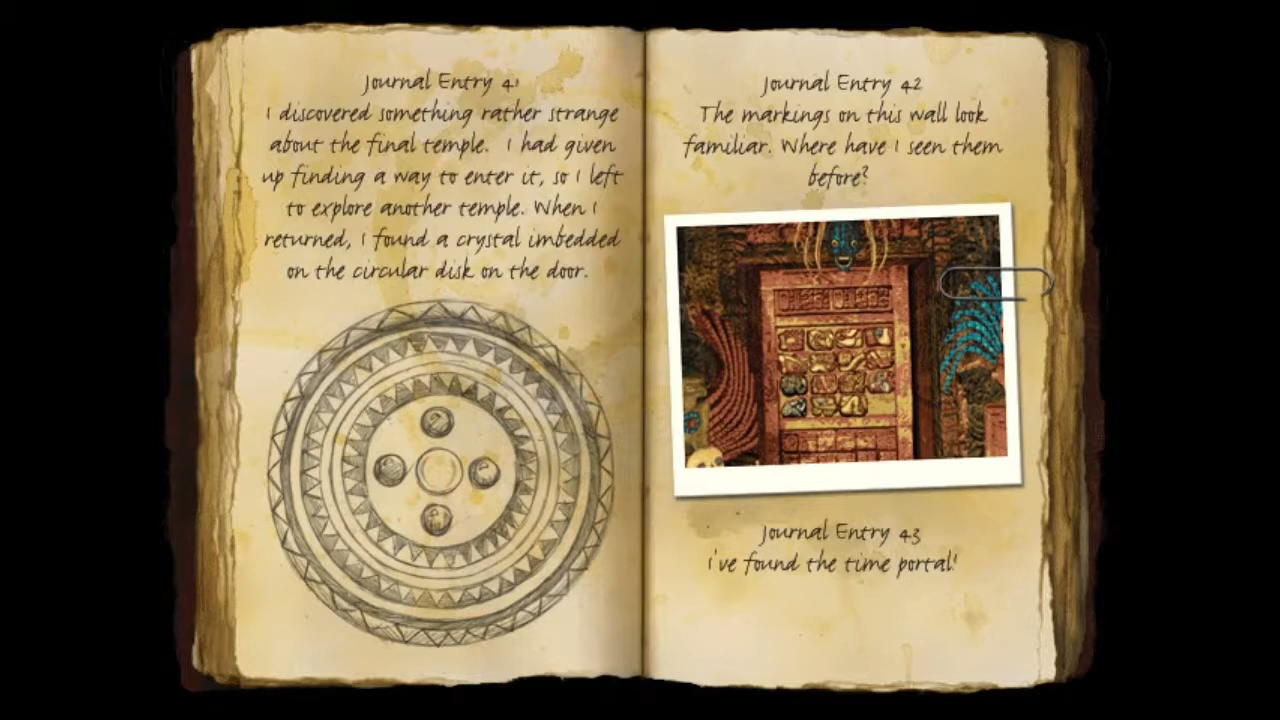 Journal Entry 41
I discovered something rather strange
about the final temple. I had given
up finding a way to enter it, so I left
to explore another temple. When I
returned, I found a crystal imbedded
on the circular disk on the door.
Journal Entry 42
The markings on this wall look
familiar. Where have I seen them
before?
Journal Entry 43
I've found the time portal!